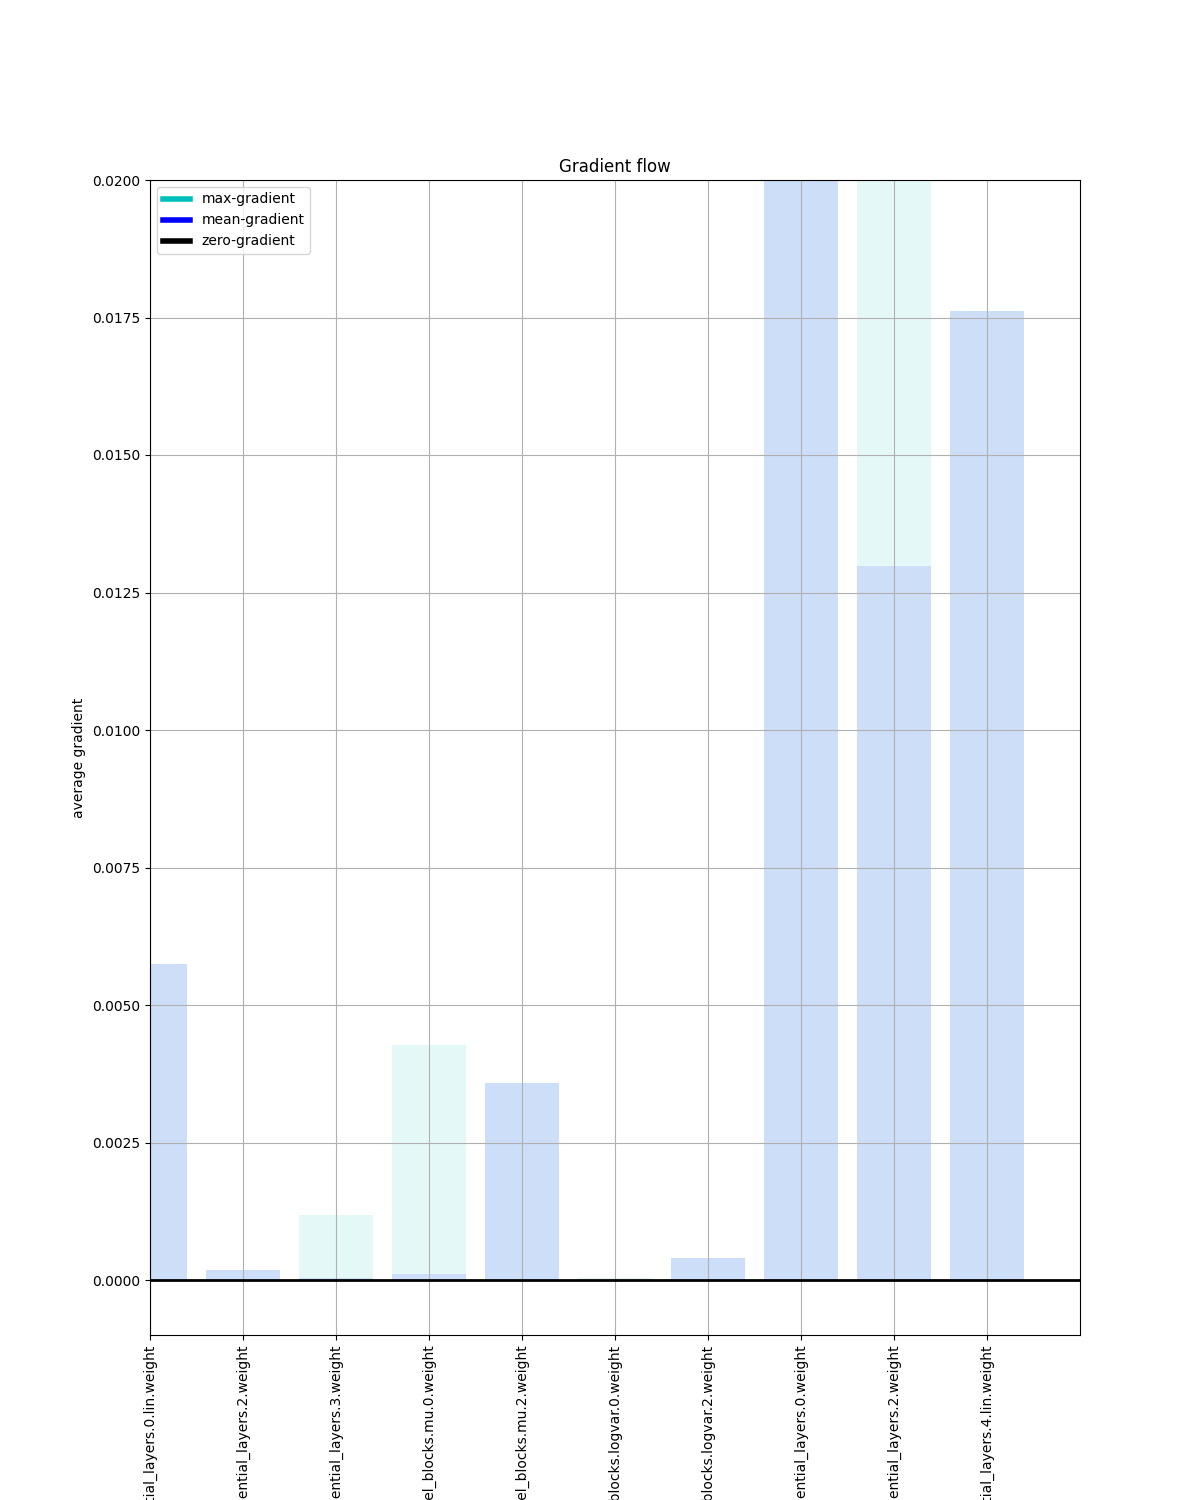 Gradient flow
max-gradient
mean-gradient
zero-gradient
0.0200
0.0175
0.0150
0.0125
0.0100
0.0075
0.0050
0.0025
0.0000
average gradient
tial_layers.0.lin.weight
ential_layers.2.weight
ential_layers.3.weight
el_blocks.mu.0.weight
el_blocks.mu.2.weight
blocks.logvar.0.weight
blocks.logvar.2.weight
ential_layers.0.weight
ential_layers.2.weight
tial_layers.4.lin.weight